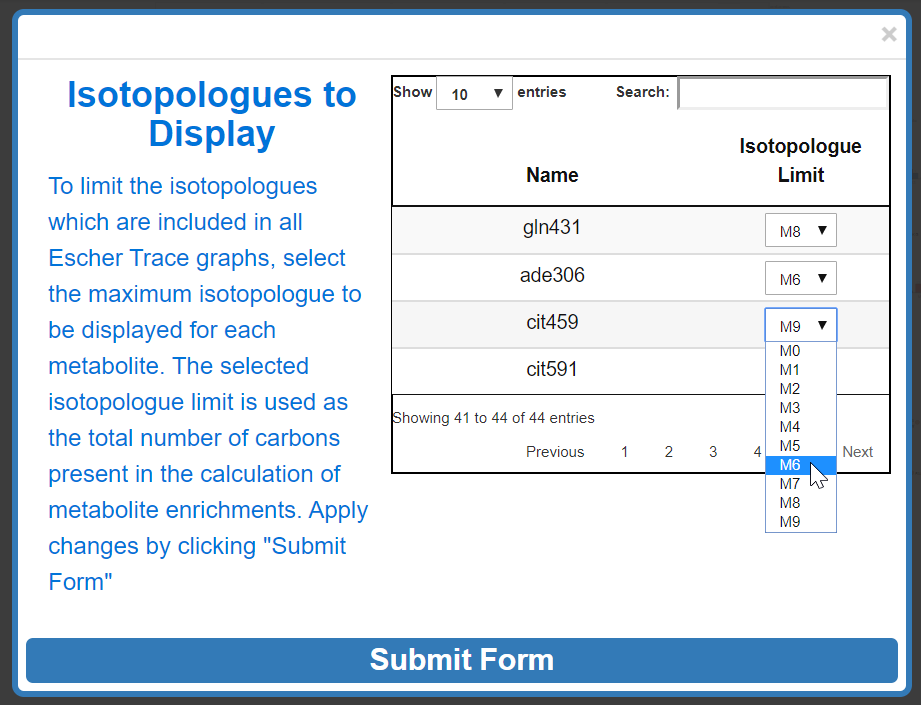 ×
Isotopologues to
Display
To limit the isotopologues
which are included in all
Escher Trace graphs, select
the maximum isotopologue to
be displayed for each
metabolite. The selected
isotopologue limit is used as
the total number of carbons
present in the calculation of
metabolite enrichments. Apply
changes by clicking "Submit
Form"
Show 10 entries Search:
Name Isotopologue Limit
gln431 M8
ade306 M6
cit459 M9
cit591
M0
M1
M2
M3
M4
M5
M6
M7
M8
M9
Showing 41 to 44 of 44 entries
Previous 1 2 3 4 Next
Submit Form